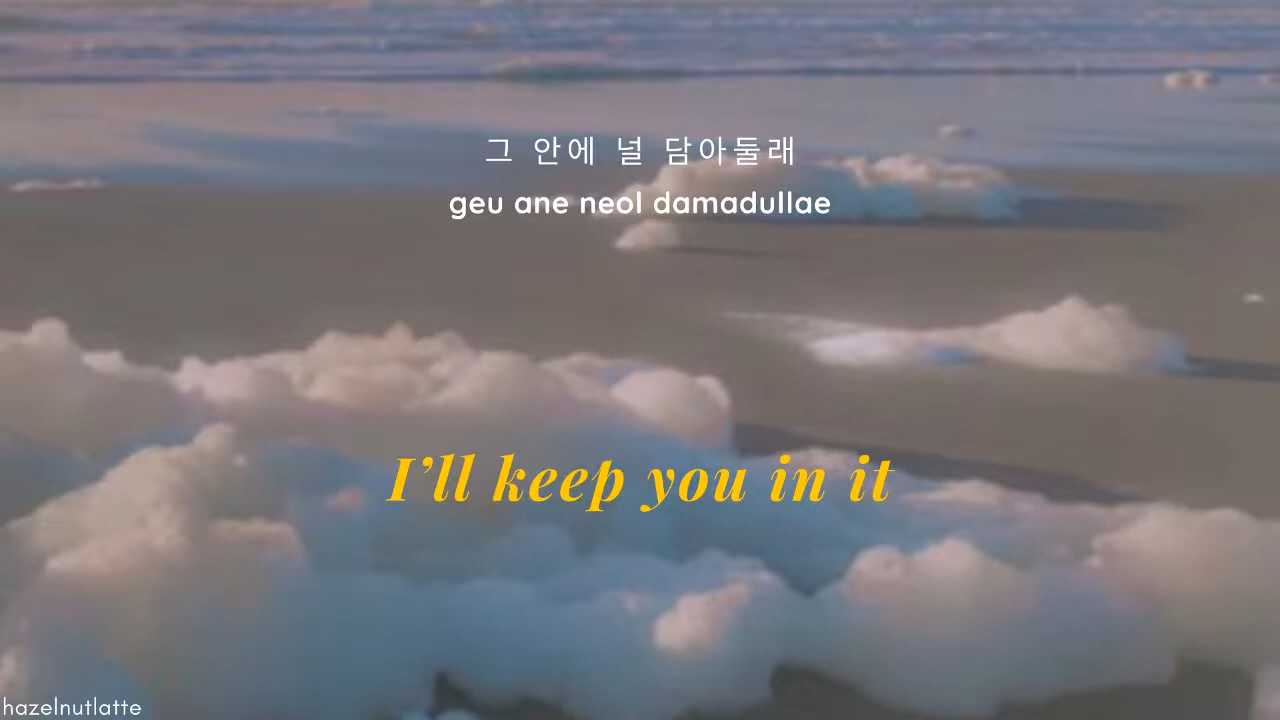 그 안에 널 담아둘래
geu ane neol damadullae
I’ll keep you in it
hazelnutlatte